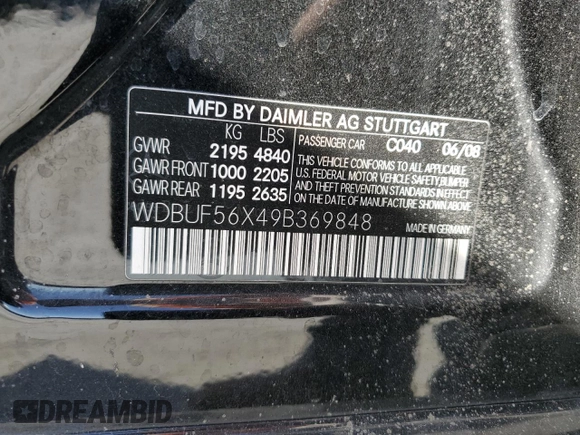 MFD BY DAIMLER AG STUTTGART
KG LBS
GVWR 2195 4840
GAWR FRONT 1000 2205
GAWR REAR 1195 2635
PASSENGER CAR C040 06/08
THIS VEHICLE CONFORMS TO ALL APPLICABLE
U.S. FEDERAL MOTOR VEHICLE SAFETY,BUMPER
AND THEFT PREVENTION STANDARDS
IN EFFECT ON THE DATE OF MANUFACTURE
SHOWN ABOVE.
WDBUF56X49B369848
MADE IN GERMANY
DREAMBID